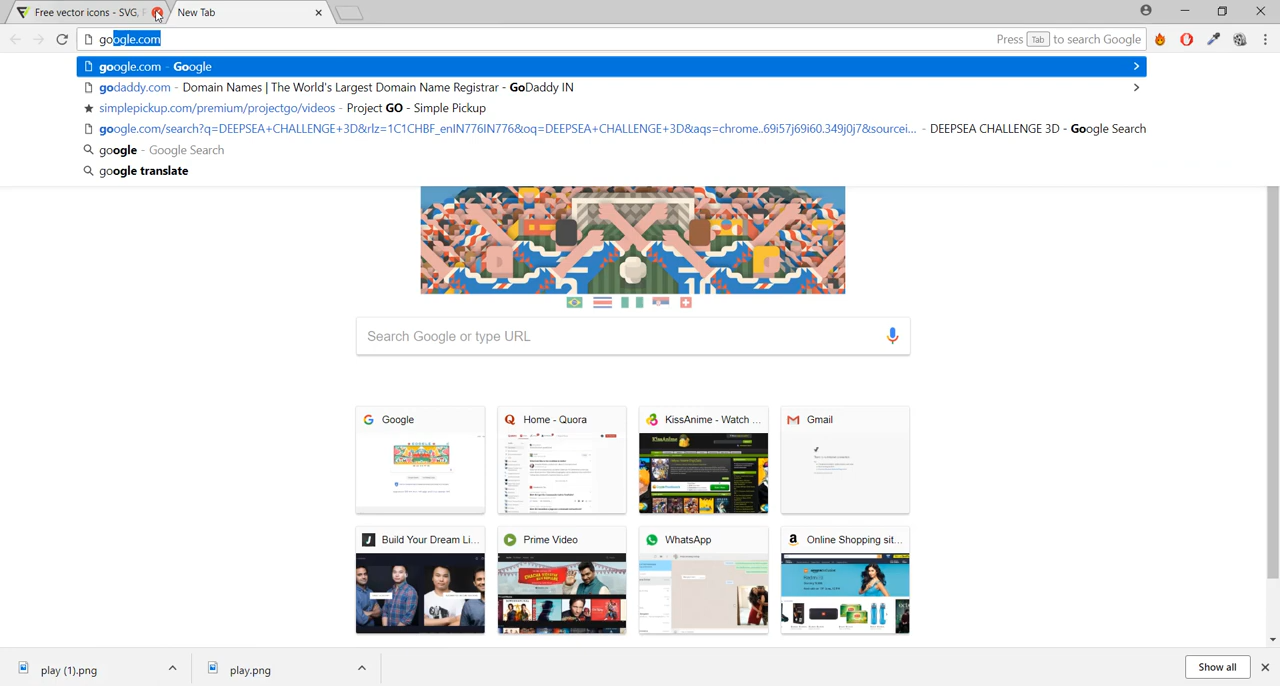 Free vector icons - SVG,
New Tab
google.com
Press Tab to search Google
google.com - Google
godaddy.com - Domain Names | The World's Largest Domain Name Registrar - GoDaddy IN
simplepickup.com/premium/projectgo/videos - Project GO - Simple Pickup
google.com/search?q=DEEPSEA+CHALLENGE+3D&rlz=1C1CHBF_enIN776IN776&oq=DEEPSEA+CHALLENGE+3D&aqs=chrome..69i57j69i60.349j0j7&sourcei... - DEEPSEA CHALLENGE 3D - Google Search
google - Google Search
google translate
Search Google or type URL
Google
Home - Quora
KissAnime - Watch ...
Gmail
Build Your Dream Li...
Prime Video
WhatsApp
Online Shopping sit...
play (1).png
play.png
Show all